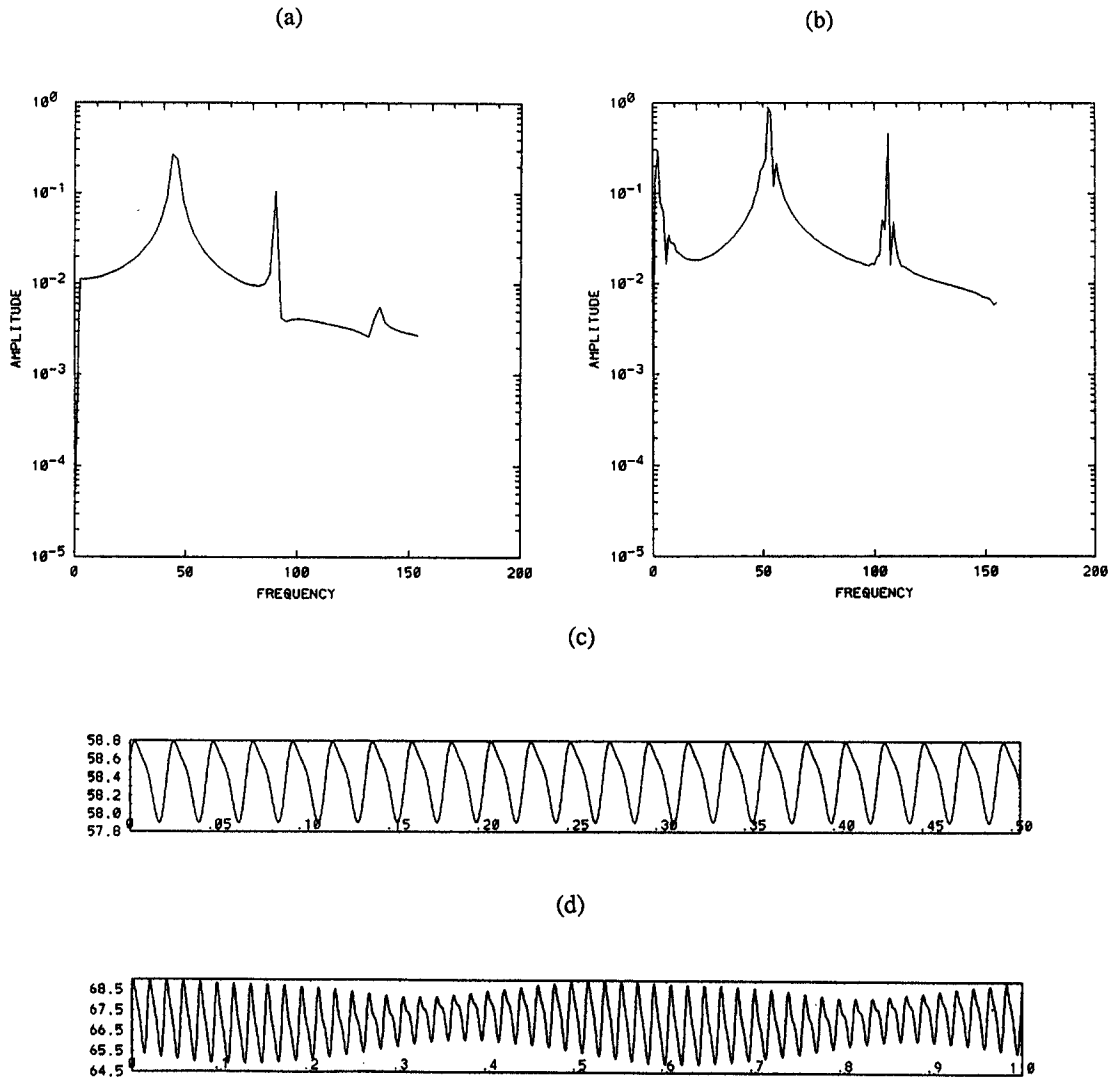 (a) (b)
10^0 10^0
10^-1 10^-1
10^-2 10^-2
10^-3 10^-3
10^-4 10^-4
10^-5 10^-5
AMPLITUDE AMPLITUDE
0 50 100 150 200 0 50 100 150 200
FREQUENCY FREQUENCY
(c)
58.8
58.6
58.4
58.2
58.0
57.8
0 .05 .10 .15 .20 .25 .30 .35 .40 .45 .50
(d)
68.5
67.5
66.5
65.5
64.5
0 .1 .2 .3 .4 .5 .6 .7 .8 .9 1.0